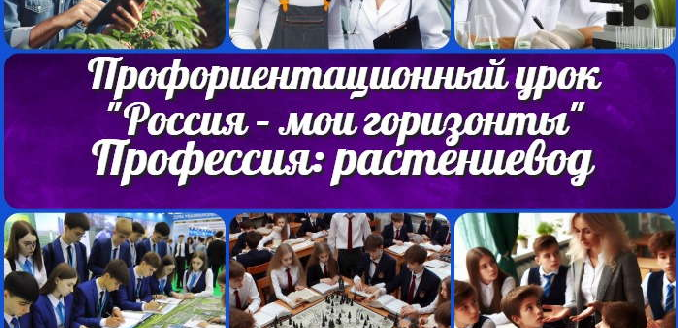 Профориентационный урок
"Россия - мои горизонты"
Профессия: растениевод